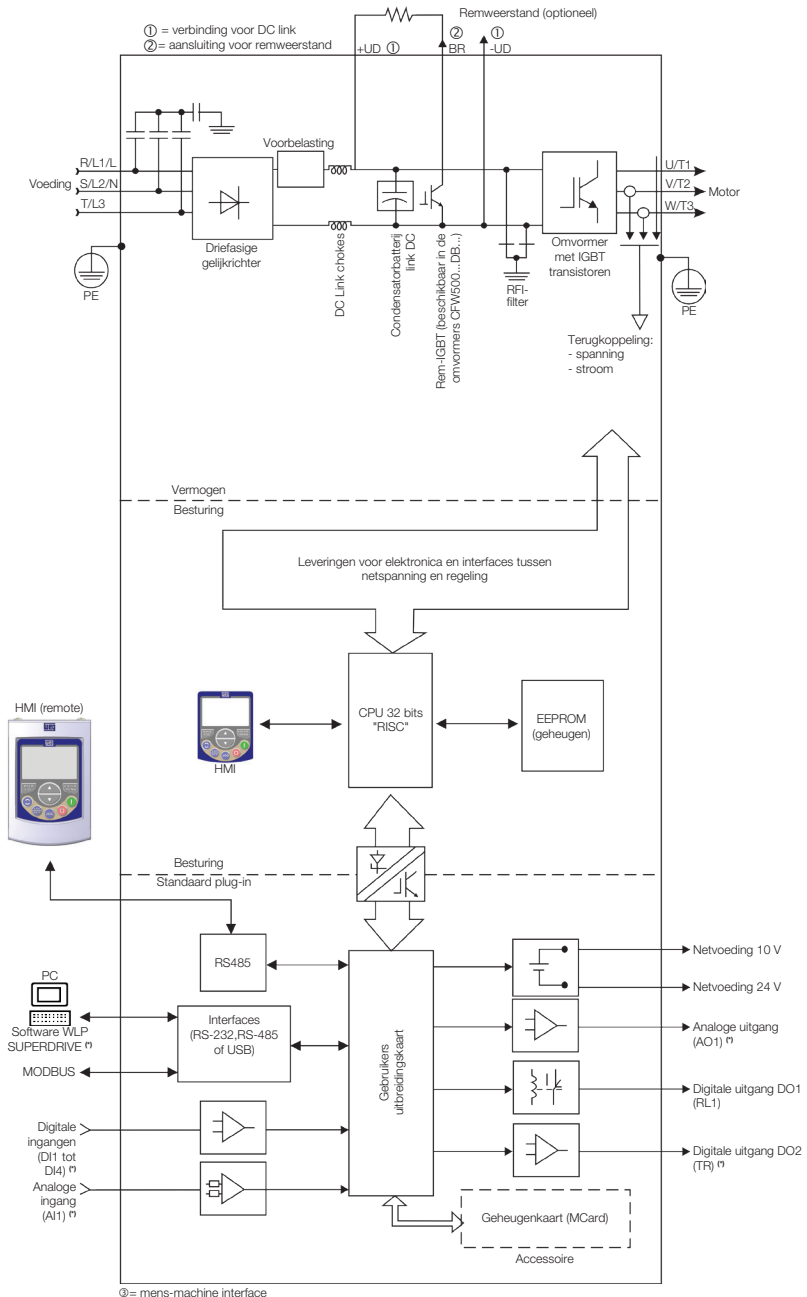 ① = verbinding voor DC link
② = aansluiting voor remweerstand
Remweerstand (optioneel)
+UD ①
②
BR
①
-UD
Voorbelasting
R/L1/L
Voeding S/L2/N
T/L3
PE
Driefasige
gelijkrichter
DC Link chokes
Condensatorbatterij
link DC
Rem-IGBT (beschikbaar in de
omvormers CFW500...DB...)
RFI-
filter
Omvormer
met IGBT
transistoren
U/T1
V/T2
Motor
W/T3
PE
Terugkoppeling:
- spanning
- stroom
Vermogen
Besturing
Leveringen voor elektronica en interfaces tussen
netspanning en regeling
HMI (remote)
HMI
CPU 32 bits
"RISC"
EEPROM
(geheugen)
Besturing
Standaard plug-in
RS485
PC
Software WLP
SUPERDRIVE (*)
MODBUS
Interfaces
(RS-232,RS-485
of USB)
Digitale
ingangen
(DI1 tot
DI4) (*)
Analoge
ingang
(AI1) (*)
Gebruikers
uitbreidingskaart
Netvoeding 10 V
Netvoeding 24 V
Analoge uitgang
(AO1) (*)
Digitale uitgang DO1
(RL1)
Digitale uitgang DO2
(TR) (*)
Geheugenkaart (MCard)
Accessoire
③= mens-machine interface